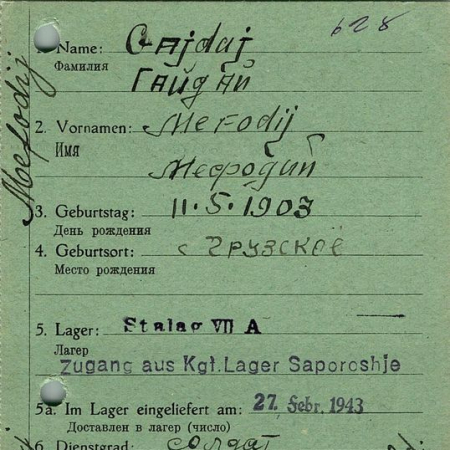 628
Name: Gajdaj
Фамилия Гайдай
Mefodij
2. Vornamen: Mefodij
Имя
Мефодий
3. Geburtstag: 11.5.1903
День рождения
4. Geburtsort: с Грузское
Место рождения
5. Lager: Stalag VII A
Лагерь
Zugang aus Kgf. Lager Saporoshje
5a. Im Lager eingeliefert am: 27. Febr. 1943
Доставлен в лагерь (число)
6. Dienstgrad: солдат